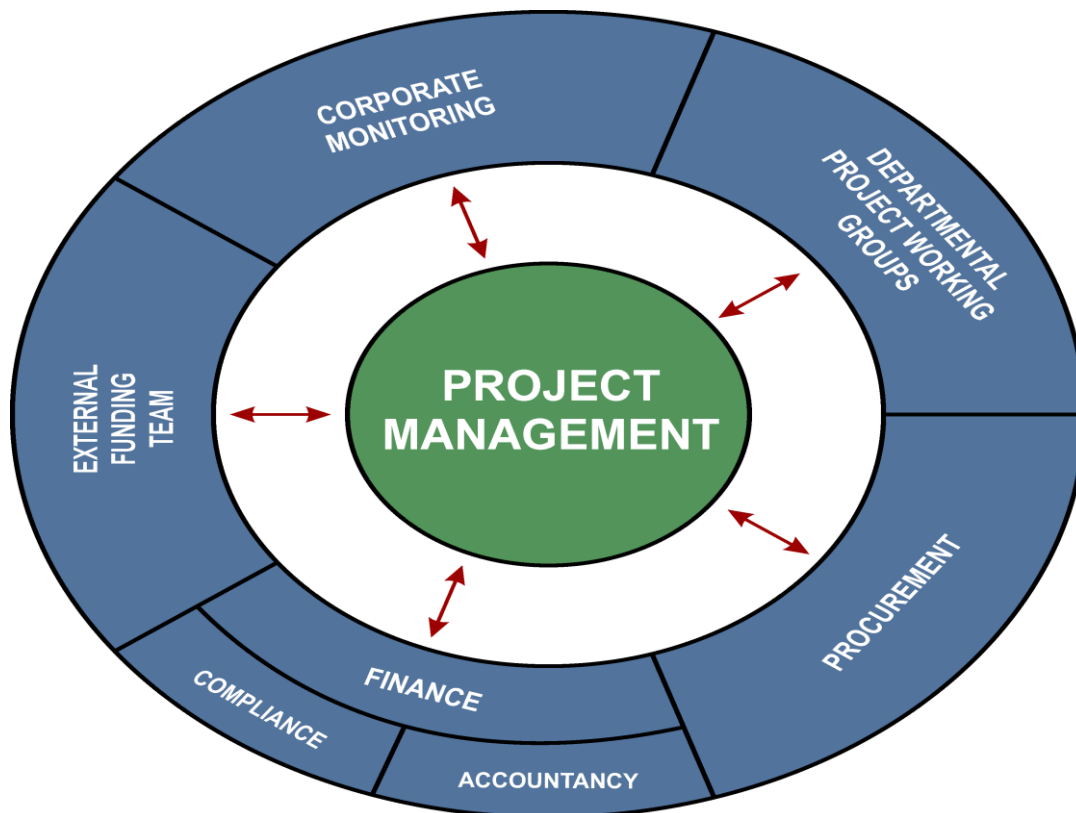 CORPORATE
MONITORING
DEPARTMENTAL
PROJECT WORKING
GROUPS
EXTERNAL
FUNDING
TEAM
PROJECT
MANAGEMENT
PROCUREMENT
FINANCE
COMPLIANCE
ACCOUNTANCY